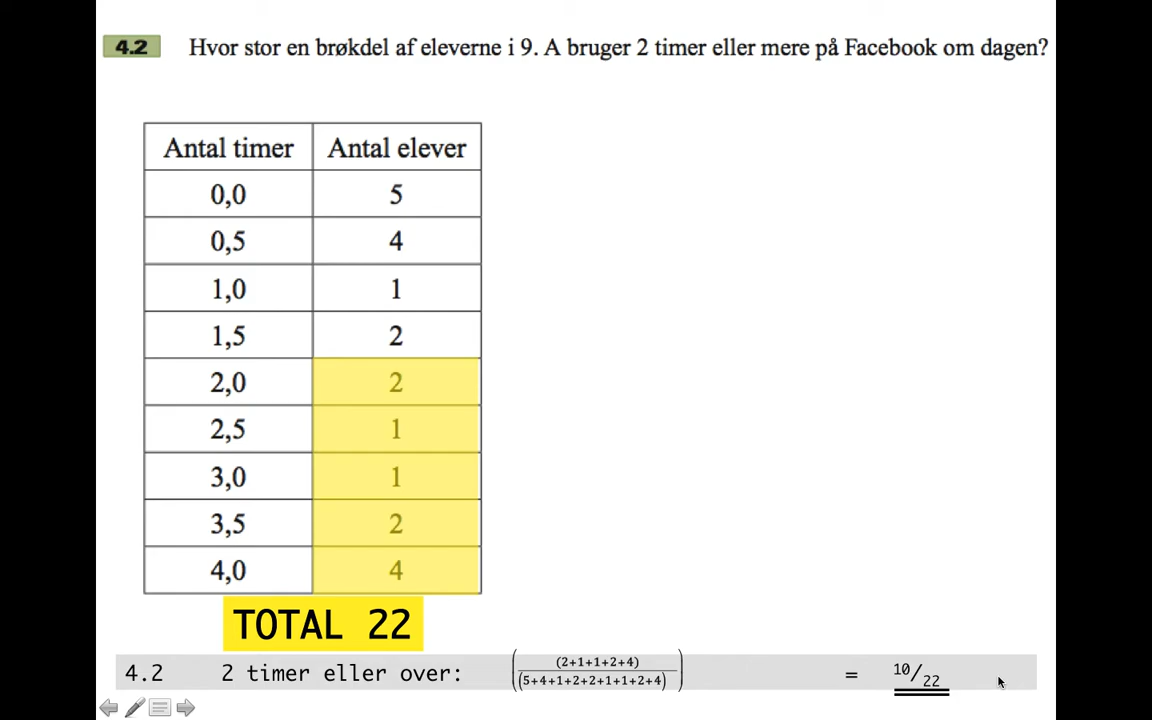 4.2 Hvor stor en brøkdel af eleverne i 9. A bruger 2 timer eller mere på Facebook om dagen?
Antal timer Antal elever
0,0 5
0,5 4
1,0 1
1,5 2
2,0 2
2,5 1
3,0 1
3,5 2
4,0 4
TOTAL 22
4.2 2 timer eller over: ((2+1+1+2+4)/(5+4+1+2+2+1+1+2+4)) = 10/22